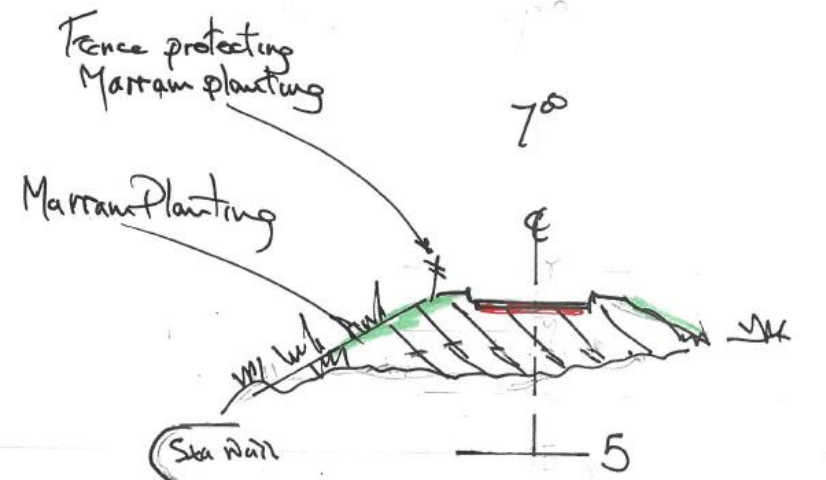 Fence protecting
Marram planting
7°°
Marram Planting
℄
Sea Wall
5